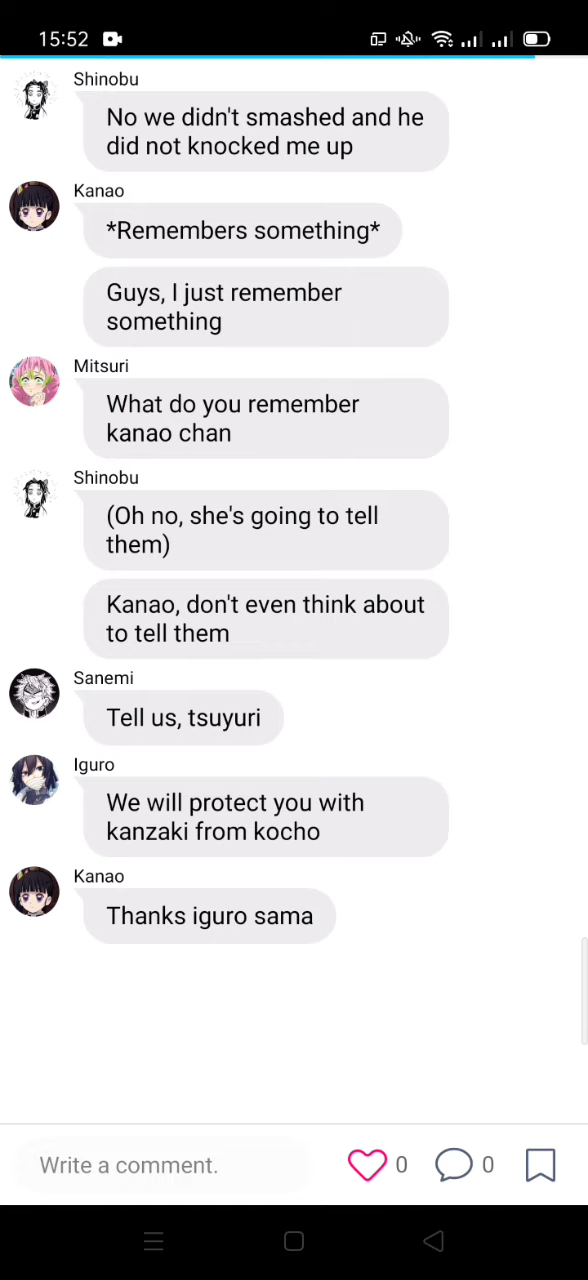 15:52
Shinobu
No we didn't smashed and he
did not knocked me up
Kanao
*Remembers something*
Guys, I just remember
something
Mitsuri
What do you remember
kanao chan
Shinobu
(Oh no, she's going to tell
them)
Kanao, don't even think about
to tell them
Sanemi
Tell us, tsuyuri
Iguro
We will protect you with
kanzaki from kocho
Kanao
Thanks iguro sama
Write a comment.
0
0